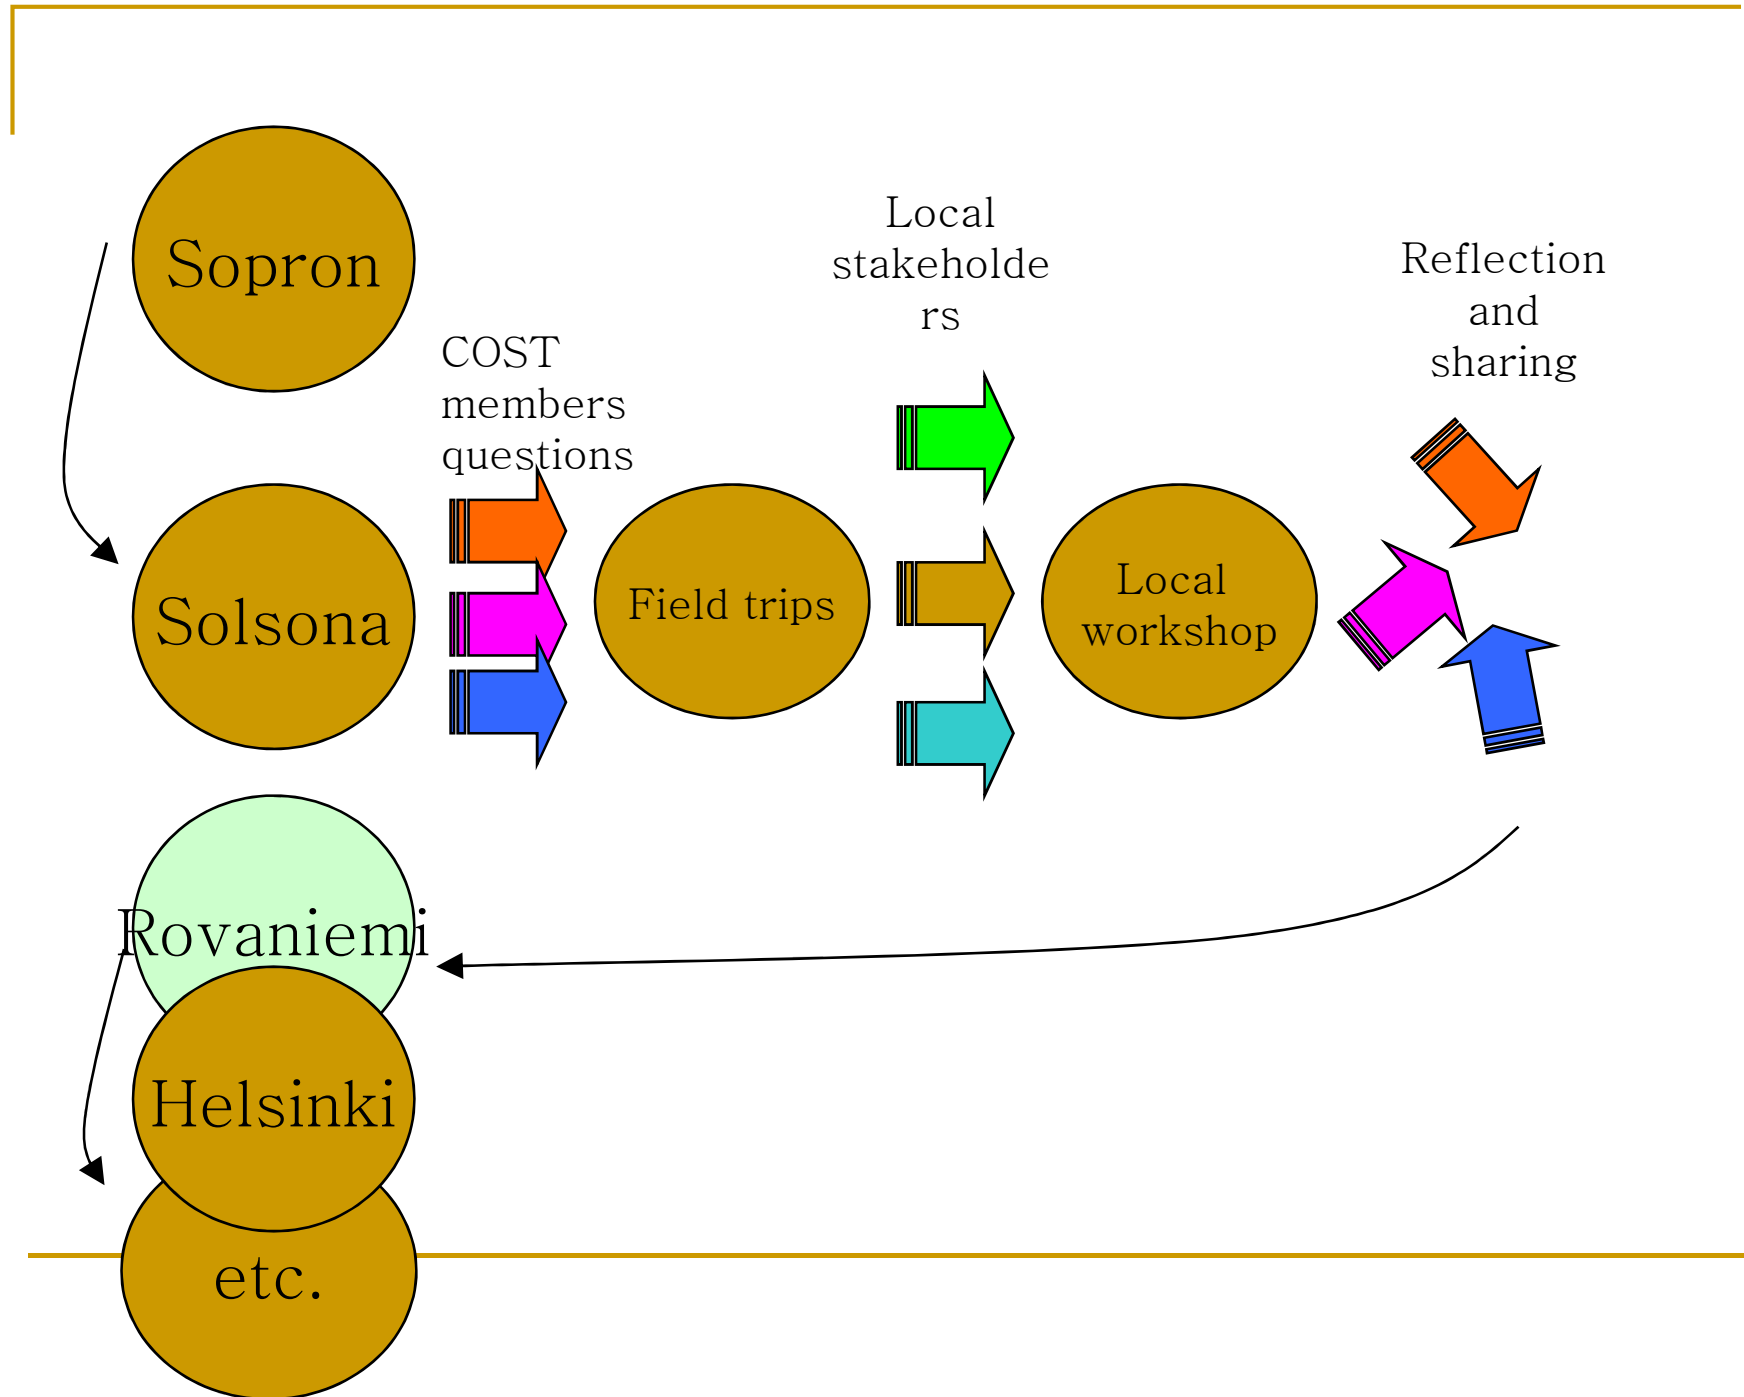 Sopron
Local
stakeholde
rs
Reflection
and
sharing
COST
members
questions
Solsona
Field trips
Local
workshop
Rovaniemi
Helsinki
etc.